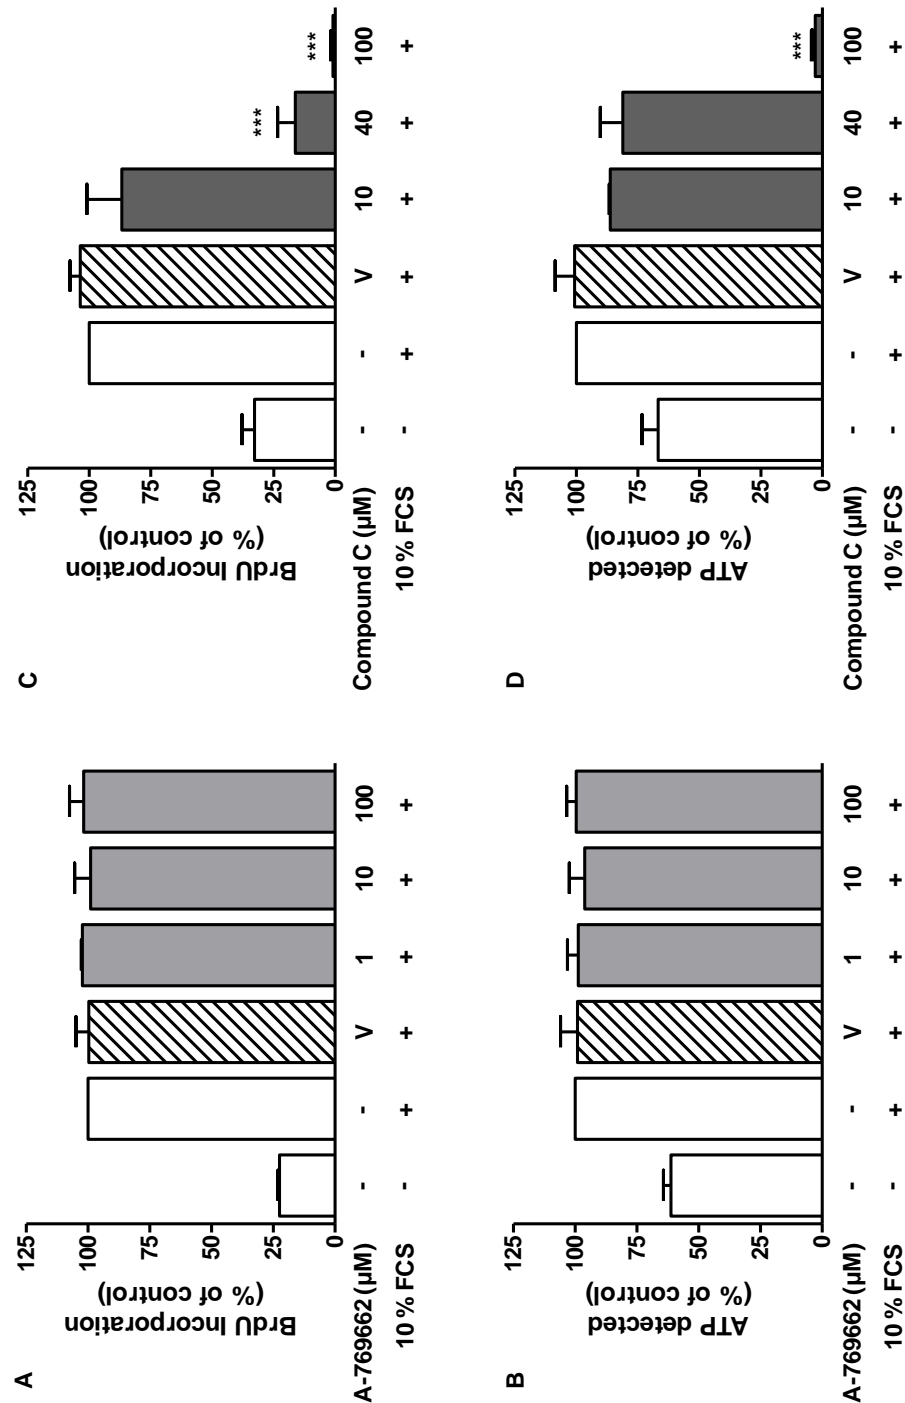 A
BrdU Incorporation
(% of control)
125
100
75
50
25
0
A-769662 (µM) - - V 1 10 100
10 % FCS - + + + + +
B
ATP detected
(% of control)
125
100
75
50
25
0
A-769662 (µM) - - V 1 10 100
10 % FCS - + + + + +
C
BrdU Incorporation
(% of control)
125
100
75
50
25
0
*** ***
Compound C (µM) - - V 10 40 100
10 % FCS - + + + + +
D
ATP detected
(% of control)
125
100
75
50
25
0
***
Compound C (µM) - - V 10 40 100
10 % FCS - + + + + +